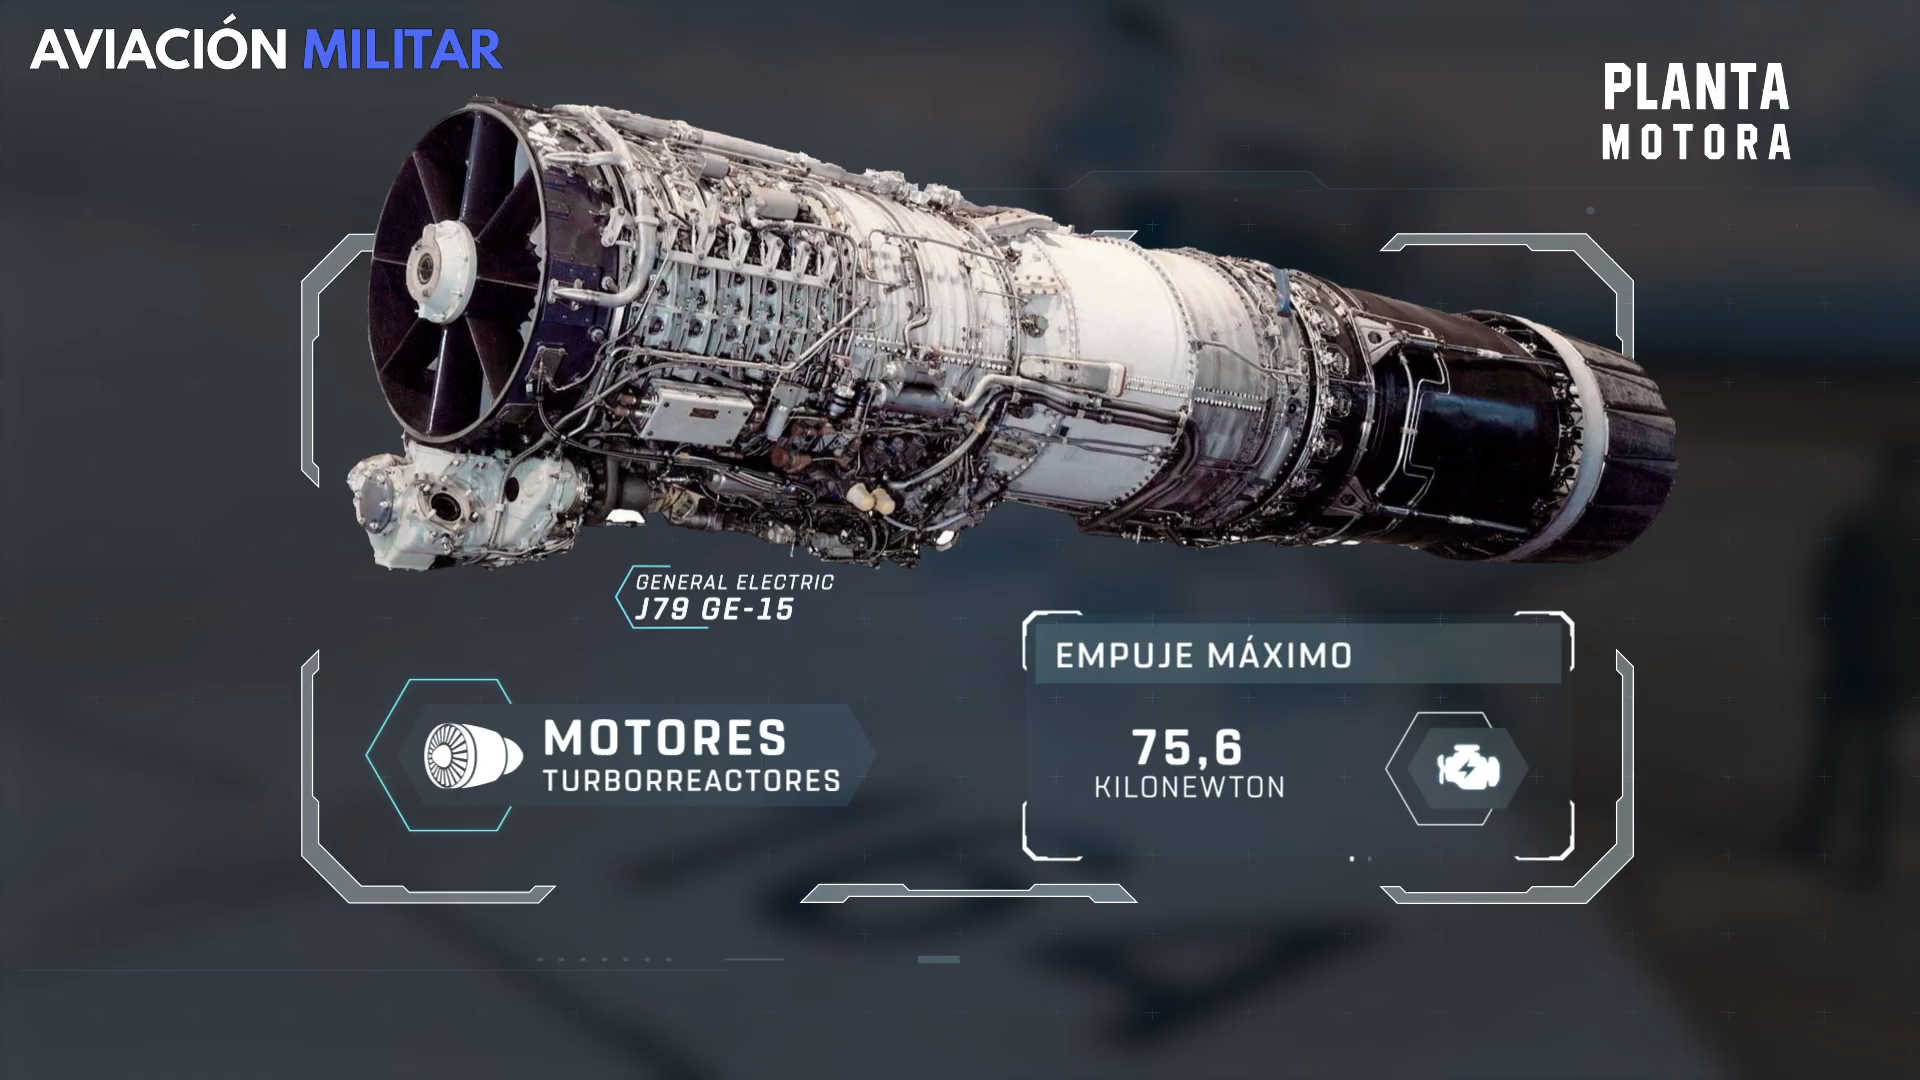 AVIACIÓN MILITAR
PLANTA
MOTORA
GENERAL ELECTRIC
J79 GE-15
MOTORES
TURBORREACTORES
EMPUJE MÁXIMO
75,6
KILONEWTON